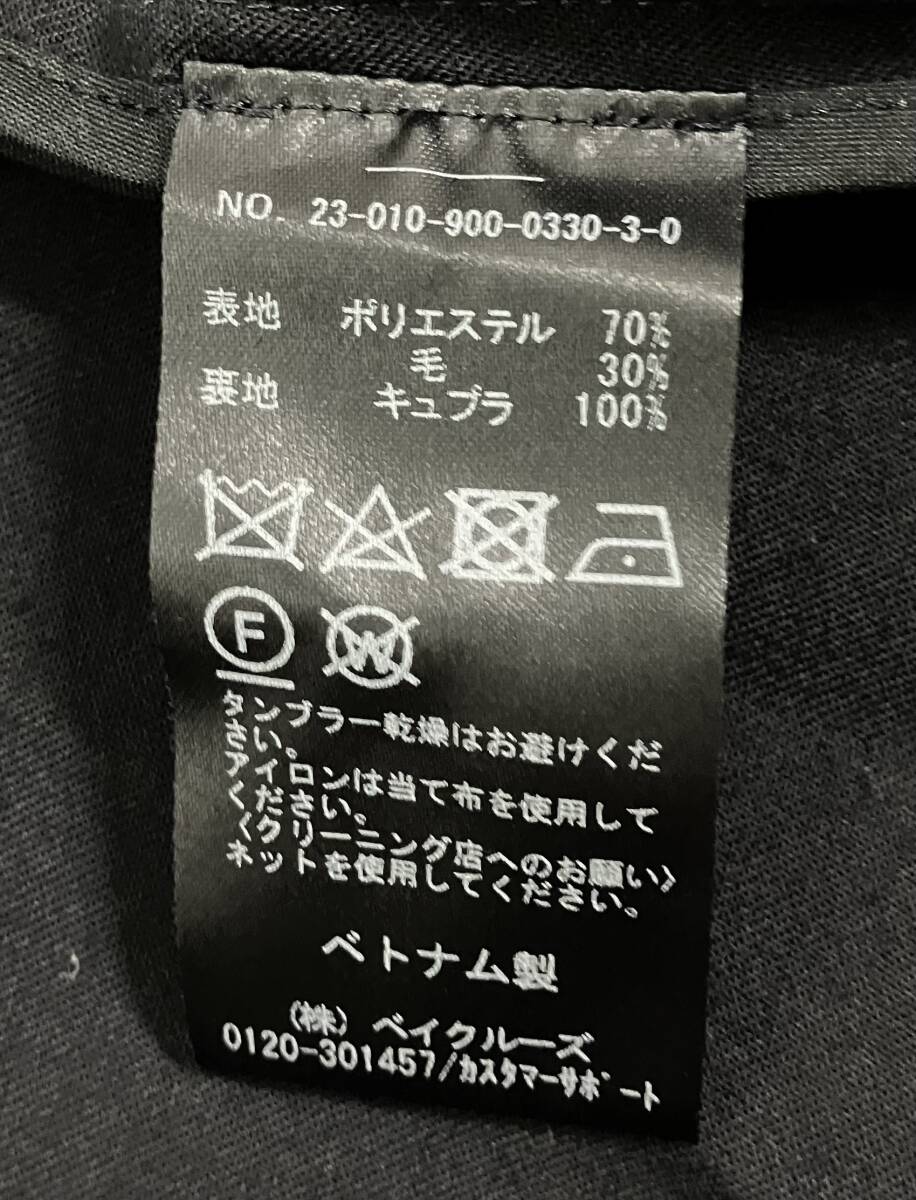 NO. 23-010-900-0330-3-0
表地 ポリエステル 70%
毛 30%
裏地 キュプラ 100%
F W
タンブラー乾燥はお避けくだ
さい。
アイロンは当て布を使用して
ください。
〈クリーニング店へのお願い〉
ネットを使用してください。
ベトナム製
(株) ベイクルーズ
0120-301457/ｶｽﾀﾏｰｻﾎﾟｰﾄ